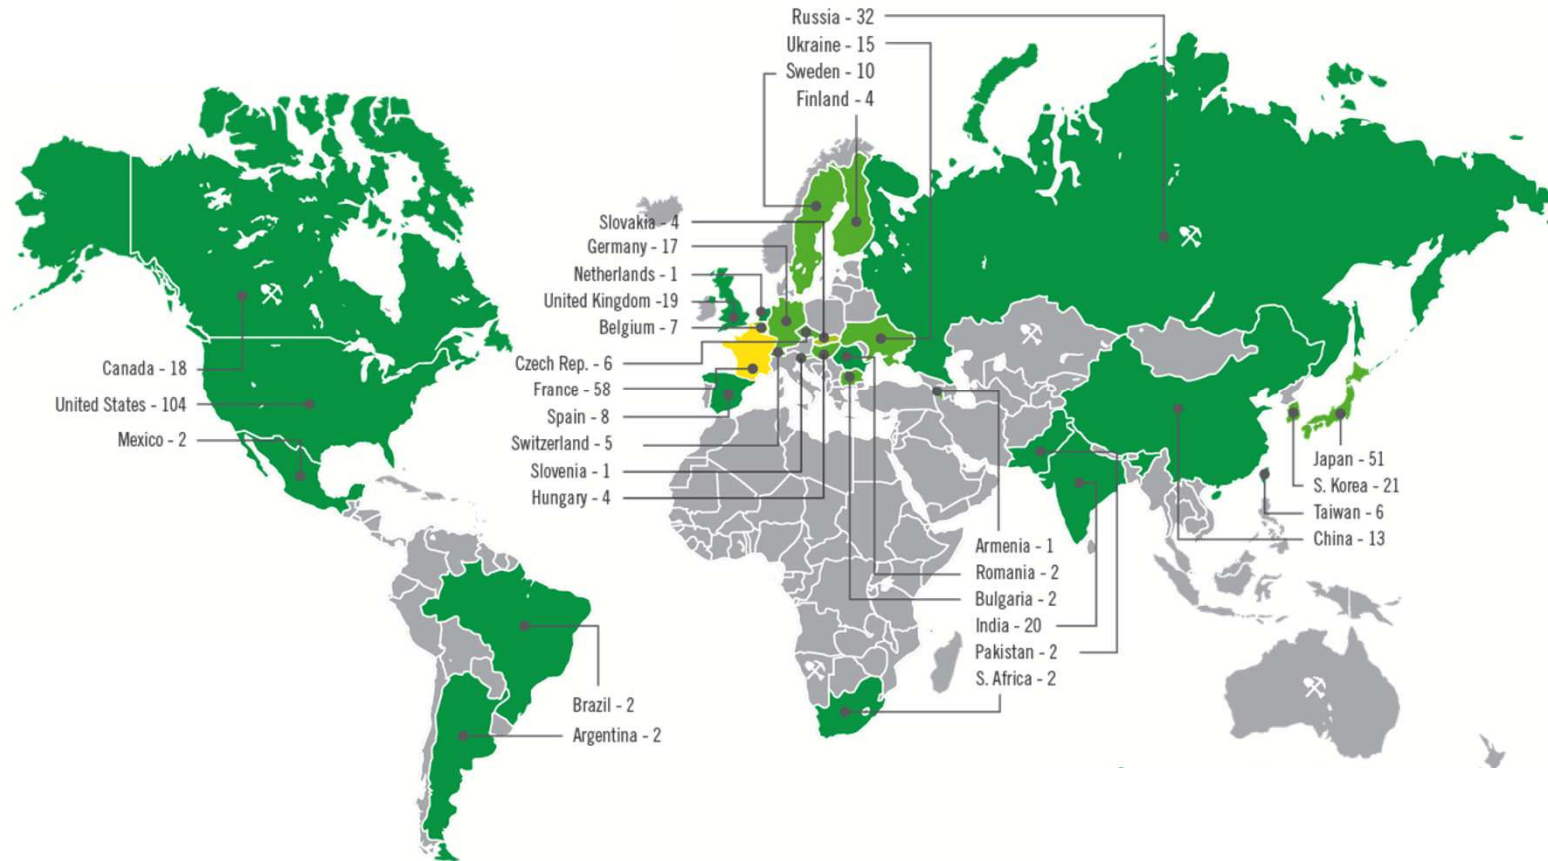 Russia - 32
Ukraine - 15
Sweden - 10
Finland - 4
Slovakia - 4
Germany - 17
Netherlands - 1
United Kingdom -19
Belgium - 7
Czech Rep. - 6
France - 58
Spain - 8
Switzerland - 5
Slovenia - 1
Hungary - 4
Canada - 18
United States - 104
Mexico - 2
Japan - 51
S. Korea - 21
Taiwan - 6
China - 13
Armenia - 1
Romania - 2
Bulgaria - 2
India - 20
Pakistan - 2
S. Africa - 2
Brazil - 2
Argentina - 2